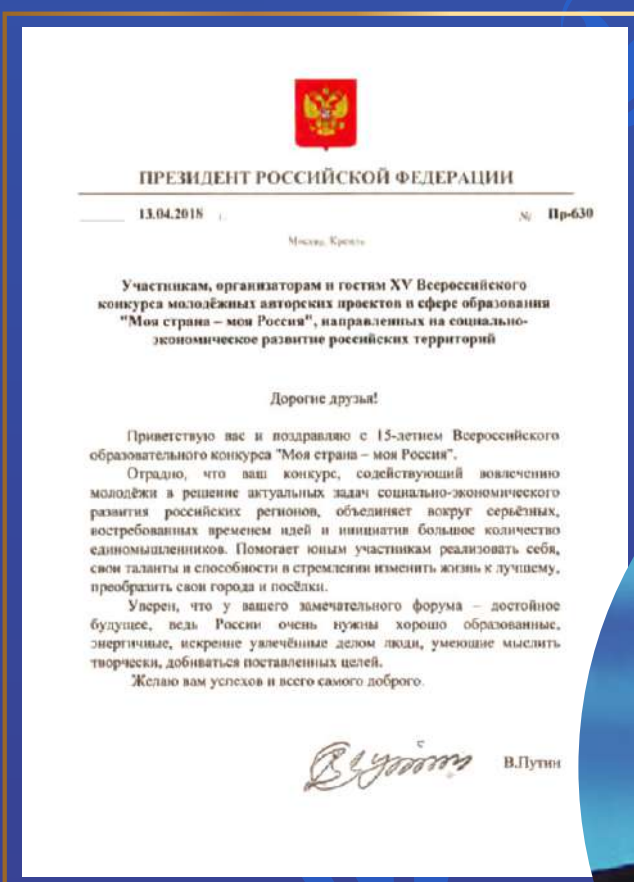 ПРЕЗИДЕНТ РОССИЙСКОЙ ФЕДЕРАЦИИ
13.04.2018 г. № Пр-630
Москва, Кремль
Участникам, организаторам и гостям XV Всероссийского
конкурса молодёжных авторских проектов в сфере образования
"Моя страна – моя Россия", направленных на социально-
экономическое развитие российских территорий
Дорогие друзья!
Приветствую вас и поздравляю с 15-летием Всероссийского
образовательного конкурса "Моя страна – моя Россия".
Отрадно, что ваш конкурс, содействующий вовлечению
молодёжи в решение актуальных задач социально-экономического
развития российских регионов, объединяет вокруг серьёзных,
востребованных временем идей и инициатив большое количество
единомышленников. Помогает юным участникам реализовать себя,
свои таланты и способности в стремлении изменить жизнь к лучшему,
преобразить свои города и посёлки.
Уверен, что у вашего замечательного форума – достойное
будущее, ведь России очень нужны хорошо образованные,
энергичные, искренне увлечённые делом люди, умеющие мыслить
творчески, добиваться поставленных целей.
Желаю вам успехов и всего самого доброго.
В.Путин